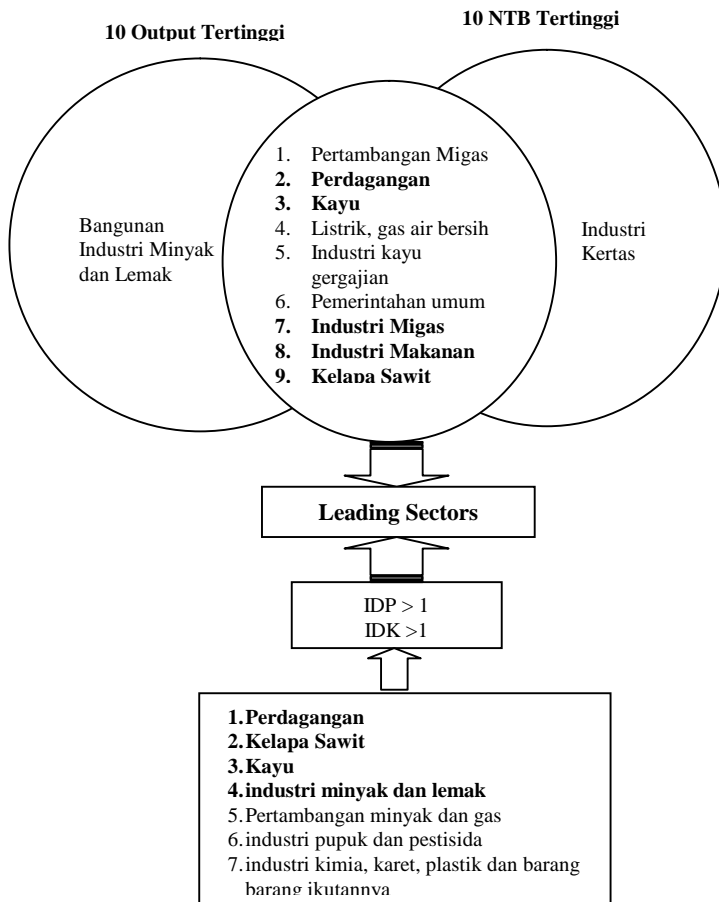 10 Output Tertinggi
10 NTB Tertinggi
Bangunan
Industri Minyak
dan Lemak
1. Pertambangan Migas
2. Perdagangan
3. Kayu
4. Listrik, gas air bersih
5. Industri kayu
gergajian
6. Pemerintahan umum
7. Industri Migas
8. Industri Makanan
9. Kelapa Sawit
Industri
Kertas
Leading Sectors
IDP > 1
IDK >1
1.Perdagangan
2.Kelapa Sawit
3.Kayu
4.industri minyak dan lemak
5.Pertambangan minyak dan gas
6.industri pupuk dan pestisida
7.industri kimia, karet, plastik dan barang
barang ikutannya